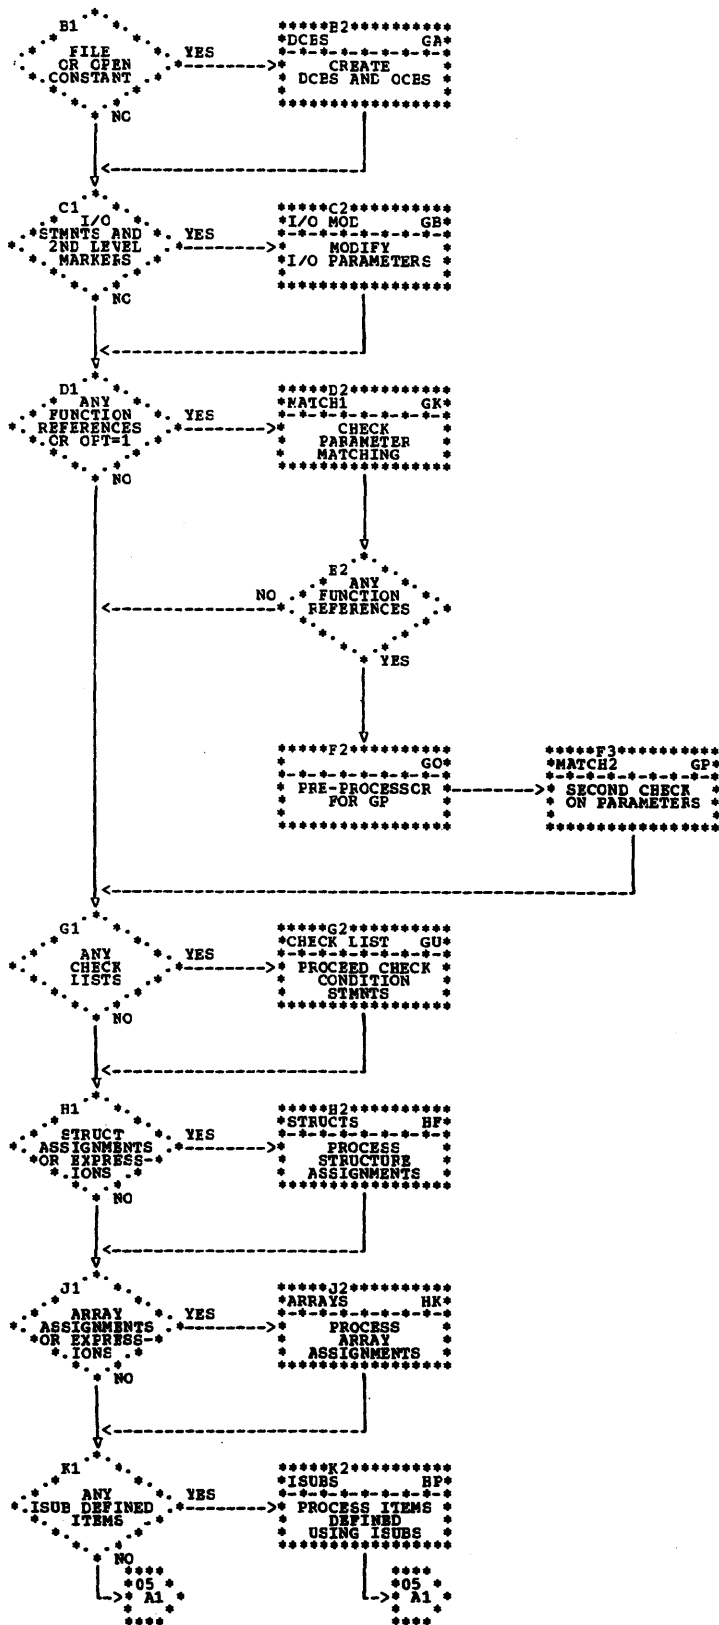 B1
FILE
OR OPEN
CONSTANT
YES
NO
B2
DCBS GA
CREATE
DCBS AND OCBS
C1
I/O
STMNTS AND
2ND LEVEL
MARKERS
YES
NO
C2
I/O MOD GB
MODIFY
I/O PARAMETERS
D1
ANY
FUNCTION
REFERENCES
OR OPT=1
YES
NO
D2
MATCH1 GK
CHECK
PARAMETER
MATCHING
E2
ANY
FUNCTION
REFERENCES
NO
YES
F2
GO
PRE-PROCESSOR
FOR GP
F3
MATCH2 GP
SECOND CHECK
ON PARAMETERS
G1
ANY
CHECK
LISTS
YES
NO
G2
CHECK LIST GU
PROCEED CHECK
CONDITION
STMNTS
H1
STRUCT
ASSIGNMENTS
OR EXPRESS-
IONS
YES
NO
H2
STRUCTS HF
PROCESS
STRUCTURE
ASSIGNMENTS
J1
ARRAY
ASSIGNMENTS
OR EXPRESS-
IONS
YES
NO
J2
ARRAYS HK
PROCESS
ARRAY
ASSIGNMENTS
K1
ANY
ISUB DEFINED
ITEMS
YES
NO
K2
ISUBS HP
PROCESS ITEMS
DEFINED
USING ISUBS
05
A1
05
A1